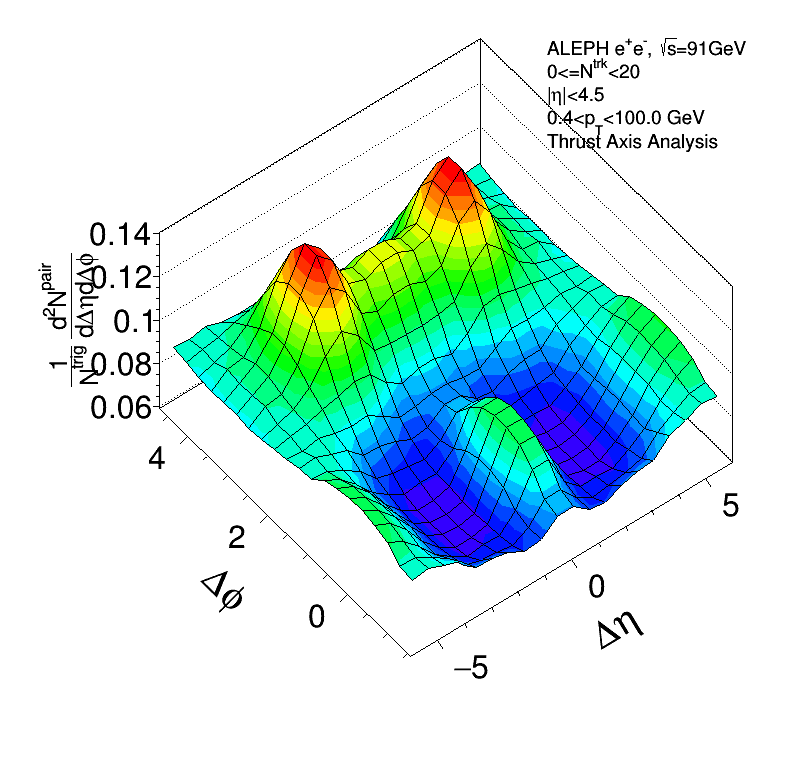 ALEPH e⁺e⁻, √s=91GeV
0<=Nᵗʳᵏ<20
|η|<4.5
0.4<p_T<100.0 GeV
Thrust Axis Analysis
0.14
0.12
0.1
0.08
0.06
1 d²N^pair
N^trig dΔηdΔϕ
4
2
0
Δϕ
5
0
−5
Δη